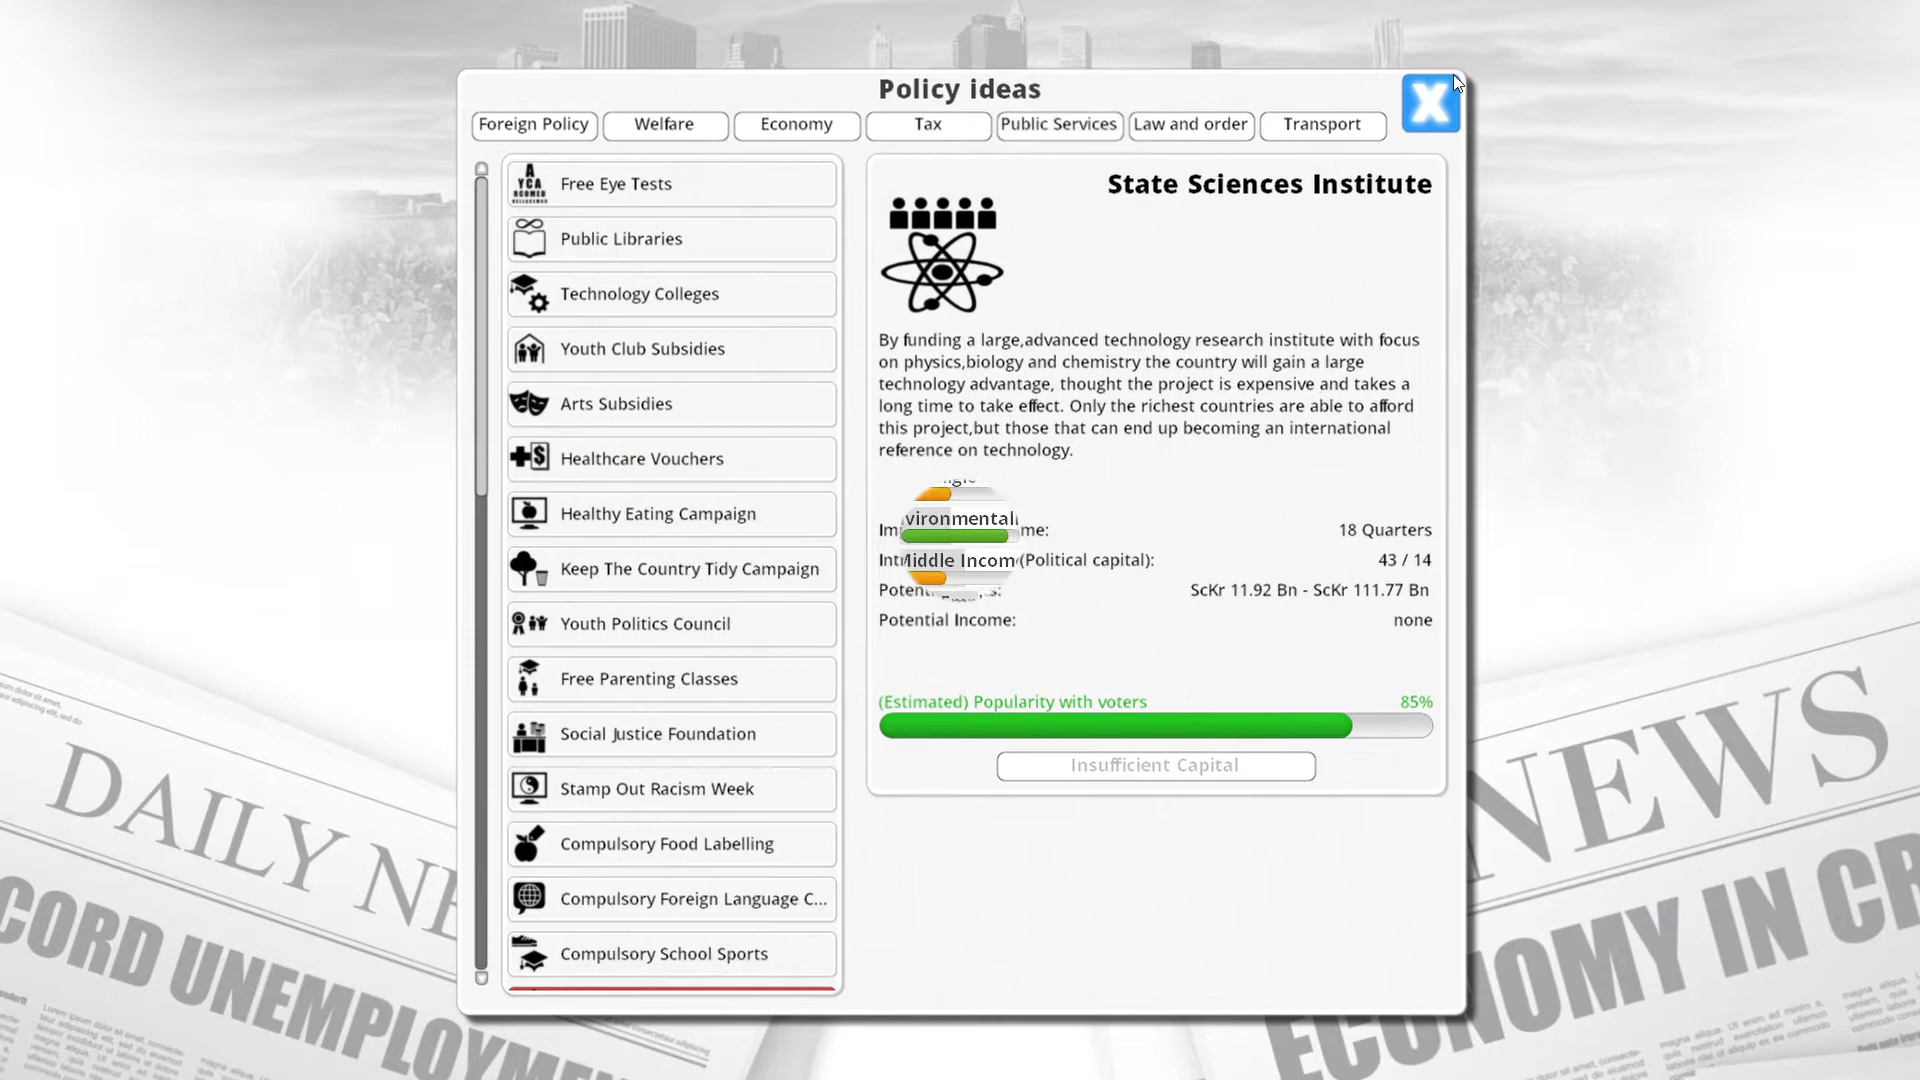 Policy ideas
Foreign Policy
Welfare
Economy
Tax
Public Services
Law and order
Transport
X
Free Eye Tests
Public Libraries
Technology Colleges
Youth Club Subsidies
Arts Subsidies
Healthcare Vouchers
Healthy Eating Campaign
Keep The Country Tidy Campaign
Youth Politics Council
Free Parenting Classes
Social Justice Foundation
Stamp Out Racism Week
Compulsory Food Labelling
Compulsory Foreign Language C...
Compulsory School Sports
State Sciences Institute
By funding a large,advanced technology research institute with focus
on physics,biology and chemistry the country will gain a large
technology advantage, thought the project is expensive and takes a
long time to take effect. Only the richest countries are able to afford
this project,but those that can end up becoming an international
reference on technology.
vironmentali
18 Quarters
Middle Incom
(Political capital):
43 / 14
ScKr 11.92 Bn - ScKr 111.77 Bn
Potential Income:
none
(Estimated) Popularity with voters
85%
Insufficient Capital
DAILY NE
CORD UNEMPLOYME
NEWS
ECONOMY IN CR